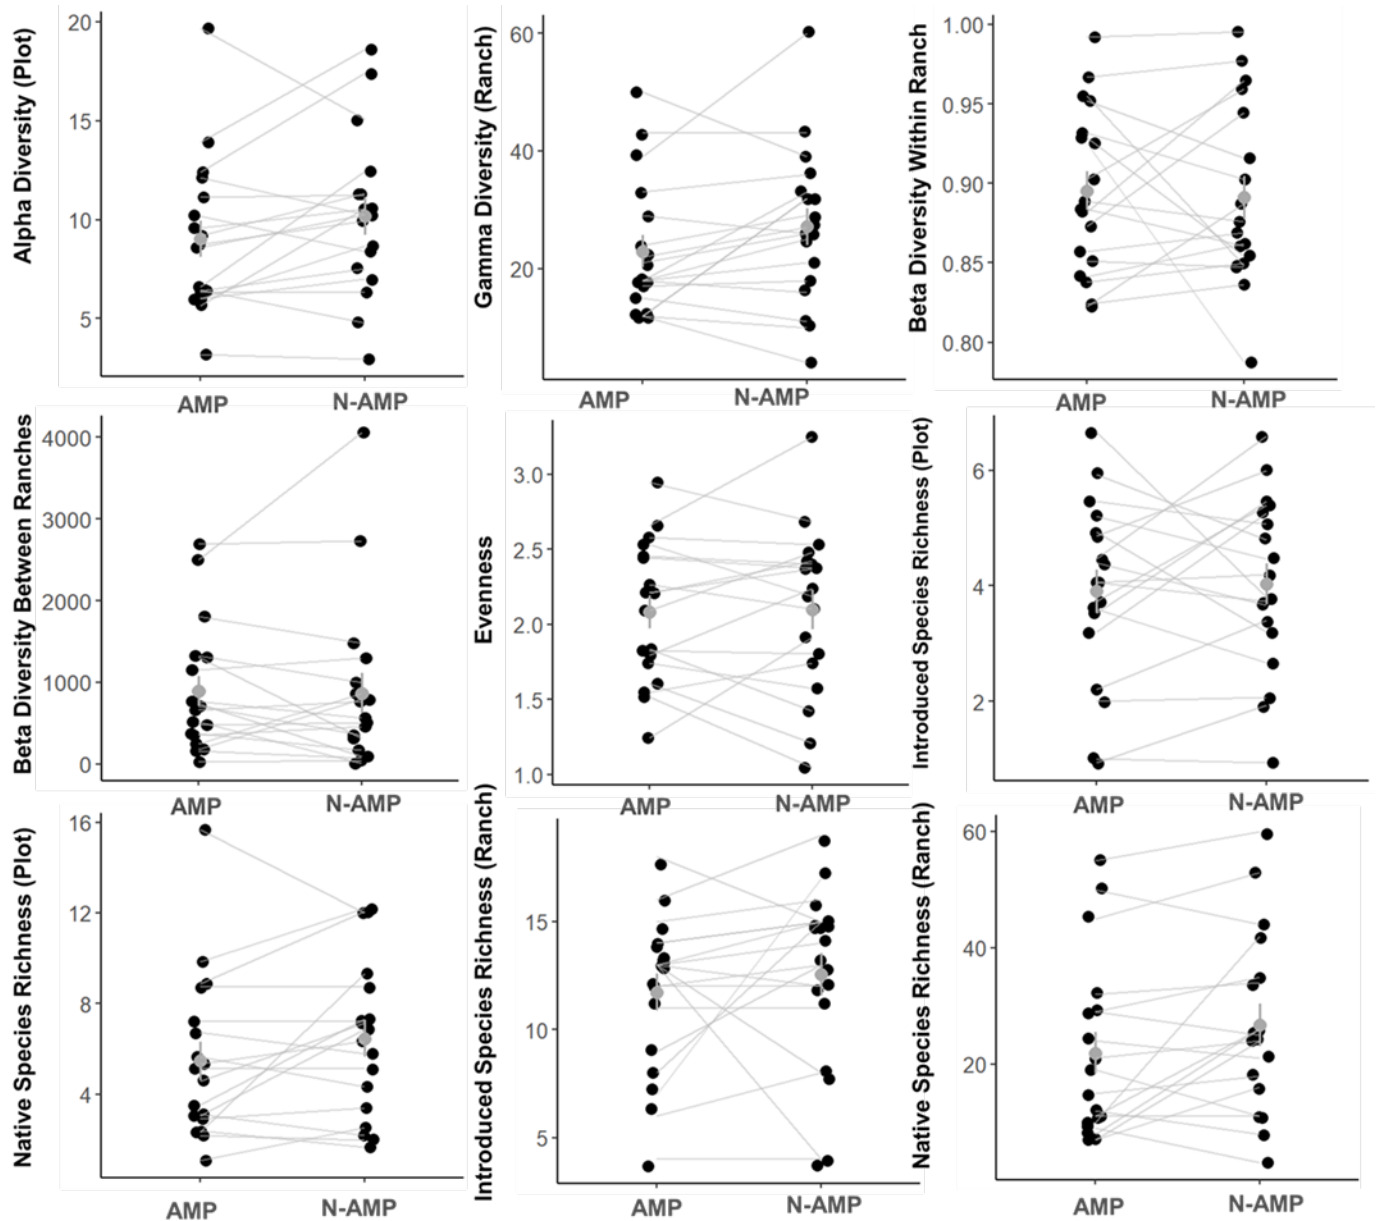 Alpha Diversity (Plot)
20
15
10
5
AMP
N-AMP
Gamma Diversity (Ranch)
60
40
20
AMP
N-AMP
Beta Diversity Within Ranch
1.00
0.95
0.90
0.85
0.80
AMP
N-AMP
Beta Diversity Between Ranches
4000
3000
2000
1000
0
AMP
N-AMP
Evenness
3.0
2.5
2.0
1.5
1.0
AMP
N-AMP
Introduced Species Richness (Plot)
6
4
2
AMP
N-AMP
Native Species Richness (Plot)
16
12
8
4
AMP
N-AMP
Introduced Species Richness (Ranch)
15
10
5
AMP
N-AMP
Native Species Richness (Ranch)
60
40
20
AMP
N-AMP